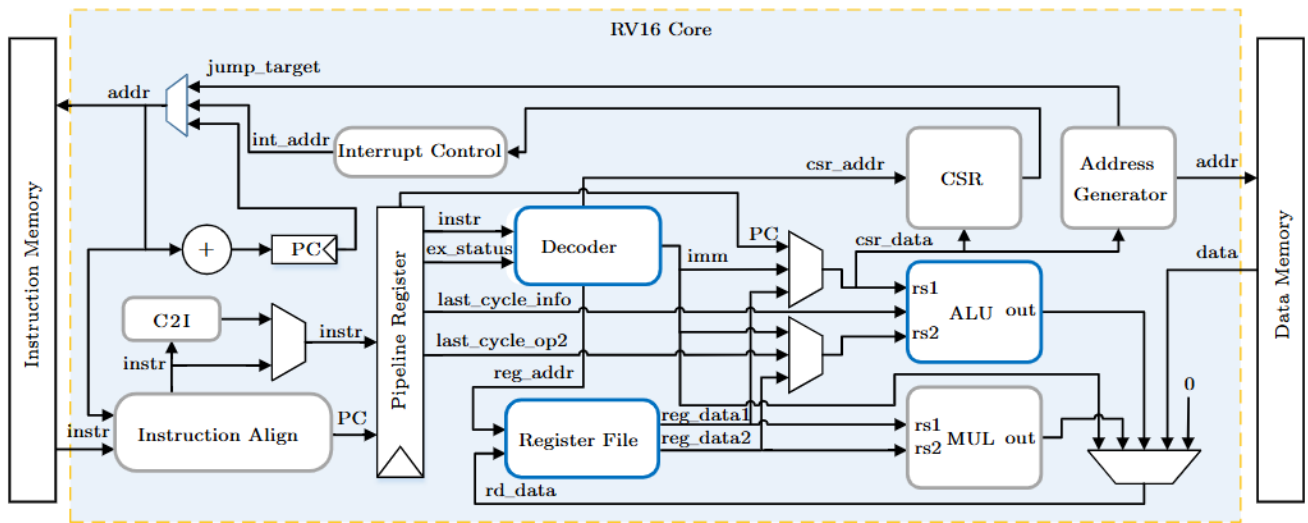 RV16 Core
jump_target
addr
int_addr
Interrupt Control
csr_addr
CSR
Address
Generator
addr
Instruction Memory
Data Memory
instr
ex_status
Decoder
PC
csr_data
data
+
PC
imm
last_cycle_info
rs1
ALU
out
rs2
C2I
instr
instr
Pipeline Register
last_cycle_op2
reg_addr
0
PC
instr
Instruction Align
Register File
reg_data1
reg_data2
rs1
rs2
MUL
out
rd_data